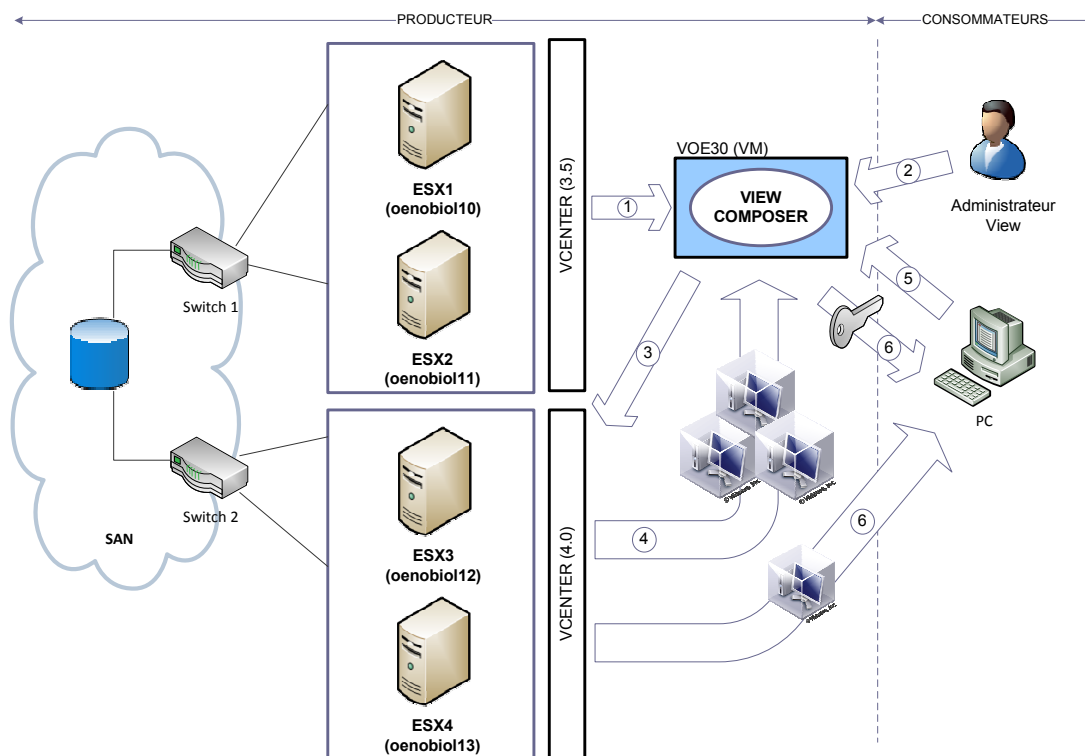 PRODUCTEUR
CONSOMMATEURS
ESX1
(oenobiol10)
ESX2
(oenobiol11)
VCENTER (3.5)
Switch 1
1
VOE30 (VM)
VIEW
COMPOSER
2
Administrateur
View
5
6
PC
3
Switch 2
SAN
ESX3
(oenobiol12)
ESX4
(oenobiol13)
VCENTER (4.0)
4
6